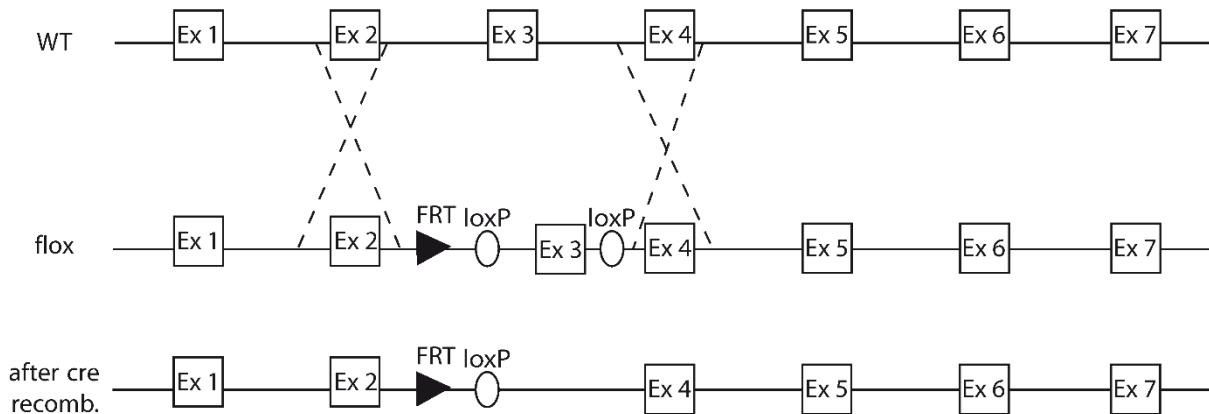 WT Ex 1 Ex 2 Ex 3 Ex 4 Ex 5 Ex 6 Ex 7
FRT loxP loxP
flox Ex 1 Ex 2 Ex 3 Ex 4 Ex 5 Ex 6 Ex 7
FRT loxP
after cre
recomb. Ex 1 Ex 2 Ex 4 Ex 5 Ex 6 Ex 7